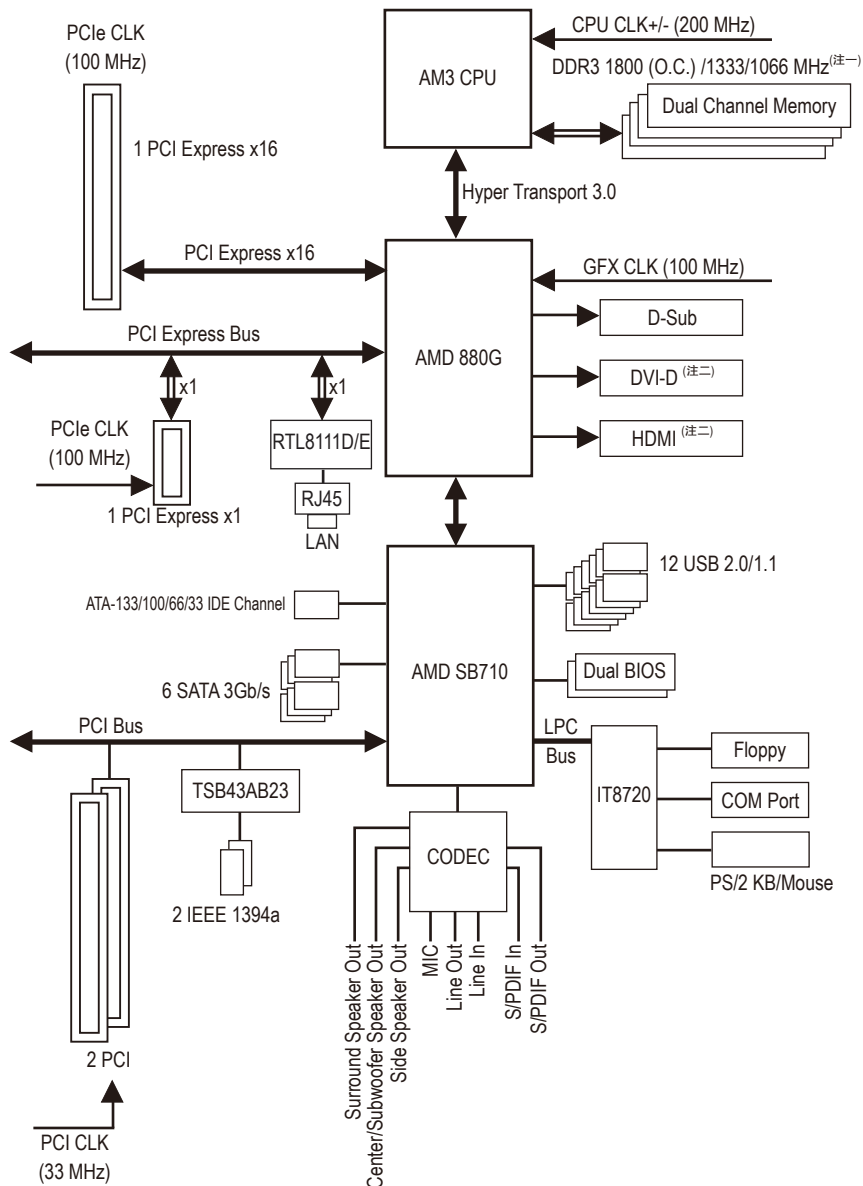 PCIe CLK
(100 MHz)
1 PCI Express x16
AM3 CPU
CPU CLK+/- (200 MHz)
DDR3 1800 (O.C.) /1333/1066 MHz(注一)
Dual Channel Memory
Hyper Transport 3.0
PCI Express x16
GFX CLK (100 MHz)
AMD 880G
D-Sub
DVI-D (注二)
HDMI (注二)
PCI Express Bus
x1
x1
PCIe CLK
(100 MHz)
1 PCI Express x1
RTL8111D/E
RJ45
LAN
12 USB 2.0/1.1
ATA-133/100/66/33 IDE Channel
AMD SB710
6 SATA 3Gb/s
Dual BIOS
PCI Bus
LPC
Bus
TSB43AB23
IT8720
Floppy
COM Port
PS/2 KB/Mouse
CODEC
2 IEEE 1394a
Surround Speaker Out
Center/Subwoofer Speaker Out
Side Speaker Out
MIC
Line Out
Line In
S/PDIF In
S/PDIF Out
2 PCI
PCI CLK
(33 MHz)